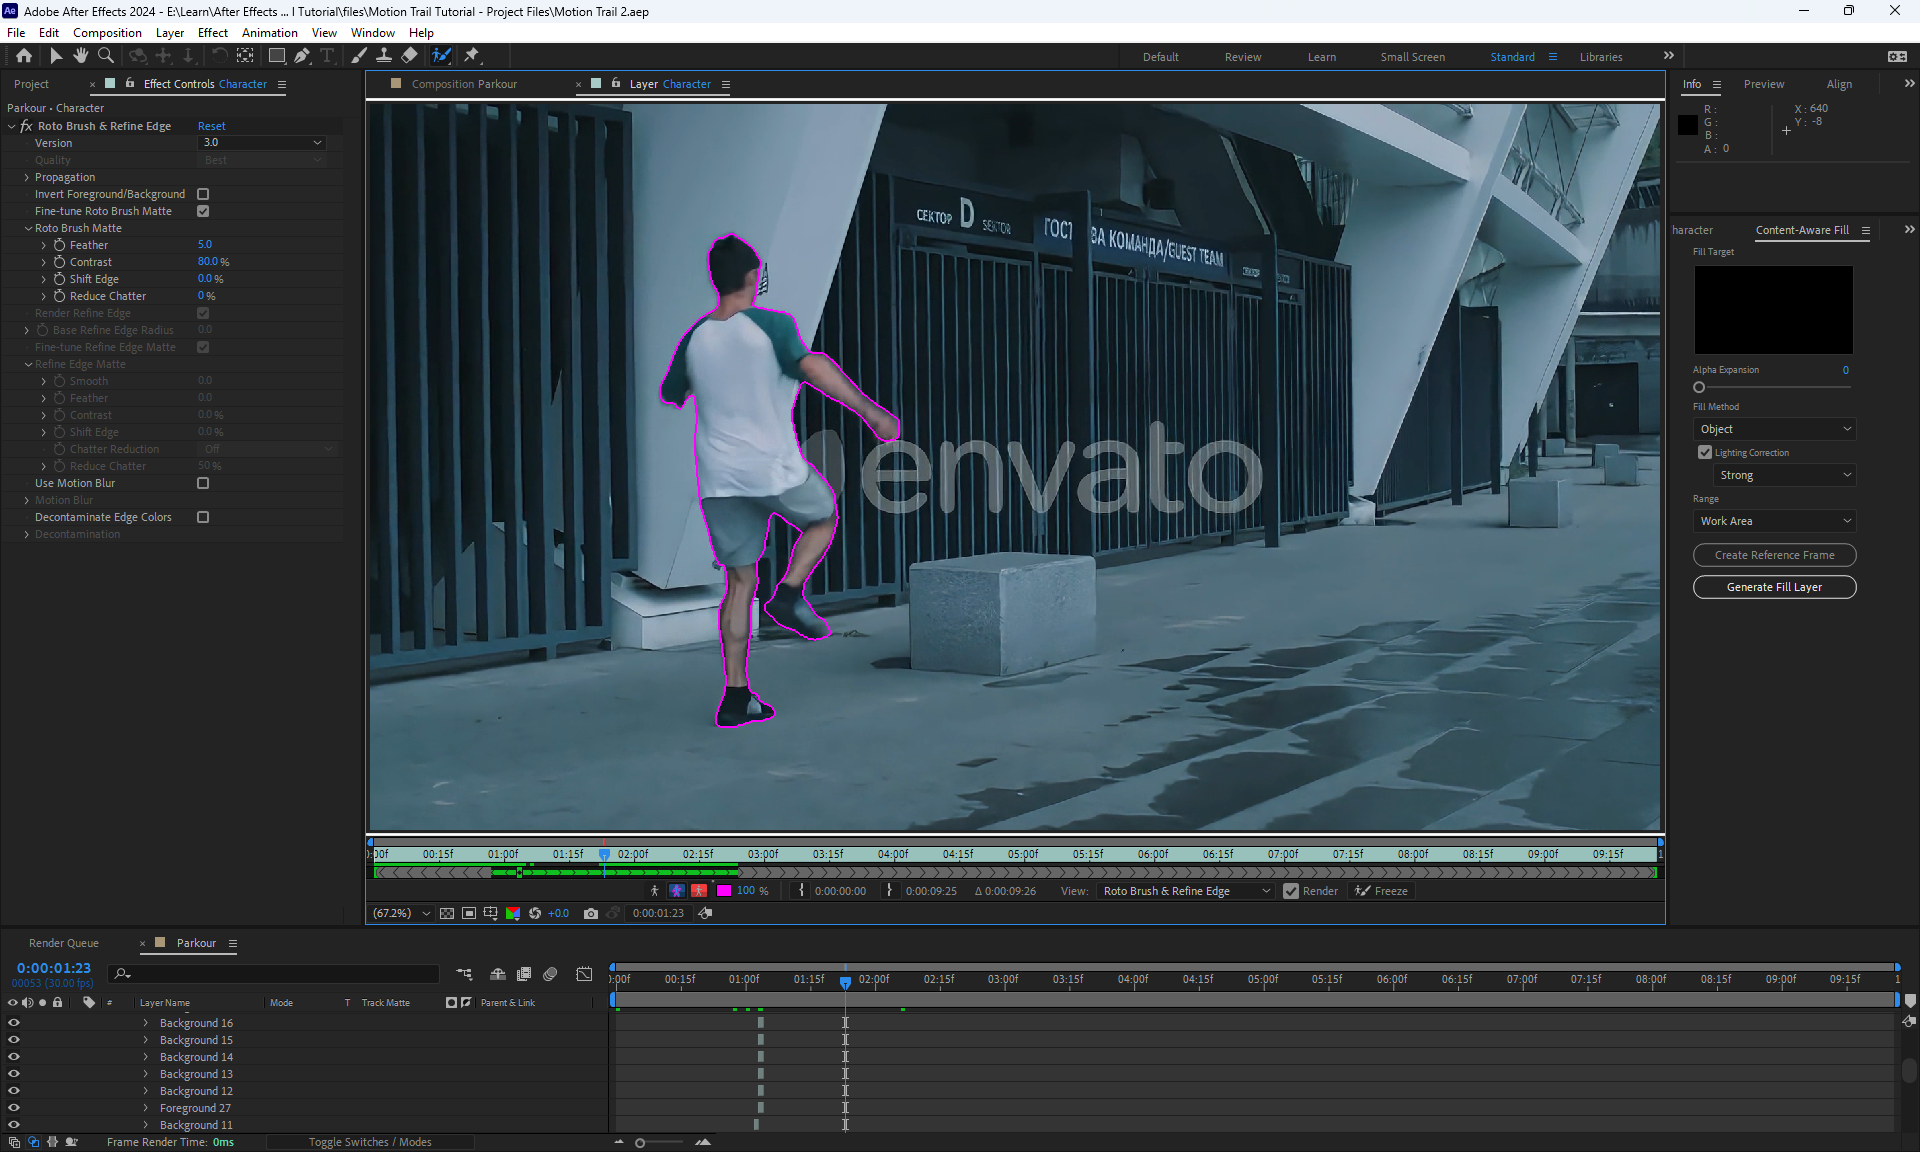 Ae Adobe After Effects 2024 - E:\Learn\After Effects ... l Tutorial\files\Motion Trail Tutorial - Project Files\Motion Trail 2.aep
File Edit Composition Layer Effect Animation View Window Help
Default Review Learn Small Screen Standard Libraries
Project × Effect Controls Character
Composition Parkour × Layer Character
Info Preview Align
Parkour • Character
fx Roto Brush & Refine Edge Reset
Version 3.0
Quality Best
Propagation
Invert Foreground/Background
Fine-tune Roto Brush Matte
Roto Brush Matte
Feather 5.0
Contrast 80.0 %
Shift Edge 0.0 %
Reduce Chatter 0 %
Render Refine Edge
Base Refine Edge Radius 0.0
Fine-tune Refine Edge Matte
Refine Edge Matte
Smooth 0.0
Feather 0.0
Contrast 0.0 %
Shift Edge 0.0 %
Chatter Reduction Off
Reduce Chatter 50 %
Use Motion Blur
Motion Blur
Decontaminate Edge Colors
Decontamination
СЕКТОР D SEKTOR
ГОСТ ВА КОМАНДА/GUEST TEAM
envato
R :
G :
B :
A : 0
X : 640
Y : -8
haracter Content-Aware Fill
Fill Target
Alpha Expansion 0
Fill Method
Object
Lighting Correction
Strong
Range
Work Area
Create Reference Frame
Generate Fill Layer
00f 00:15f 01:00f 01:15f 02:00f 02:15f 03:00f 03:15f 04:00f 04:15f 05:00f 05:15f 06:00f 06:15f 07:00f 07:15f 08:00f 08:15f 09:00f 09:15f 1
100 % 0:00:00:00 0:00:09:25 Δ 0:00:09:26 View: Roto Brush & Refine Edge Render Freeze
(67.2%) +0.0 0:00:01:23
Render Queue × Parkour
0:00:01:23
00053 (30.00 fps)
:00f 00:15f 01:00f 01:15f 02:00f 02:15f 03:00f 03:15f 04:00f 04:15f 05:00f 05:15f 06:00f 06:15f 07:00f 07:15f 08:00f 08:15f 09:00f 09:15f 1
# Layer Name Mode T Track Matte Parent & Link
Background 16
Background 15
Background 14
Background 13
Background 12
Foreground 27
Background 11
Frame Render Time: 0ms Toggle Switches / Modes